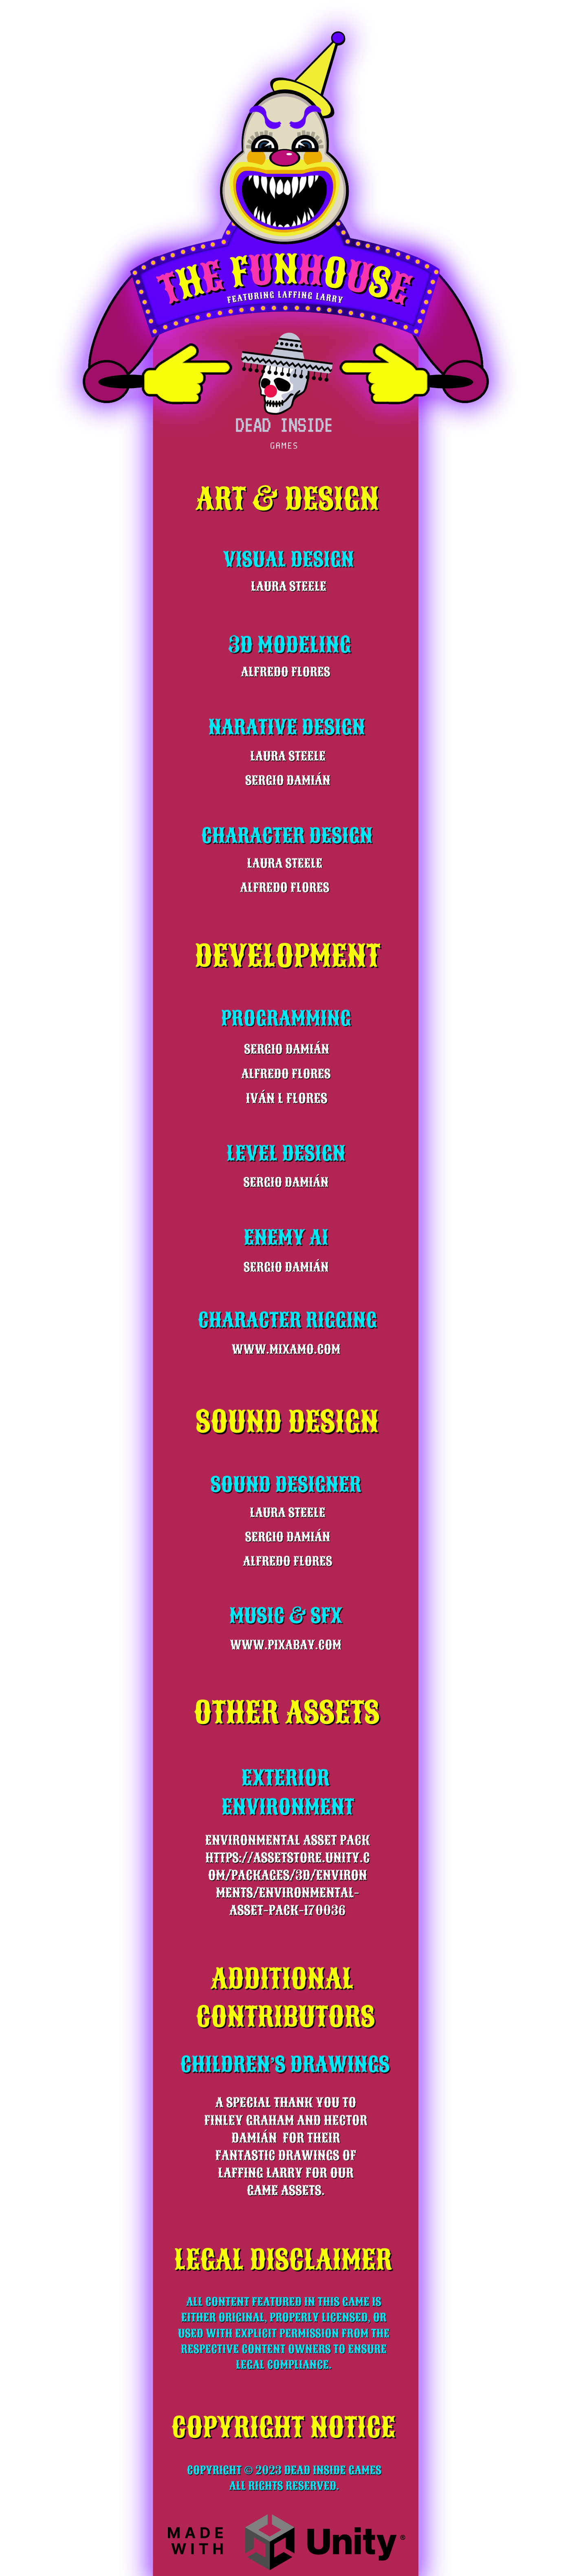 THE FUNHOUSE
FEATURING LAFFING LARRY
DEAD INSIDE
GAMES
ART & DESIGN
VISUAL DESIGN
LAURA STEELE
3D MODELING
ALFREDO FLORES
NARATIVE DESIGN
LAURA STEELE
SERGIO DAMIÁN
CHARACTER DESIGN
LAURA STEELE
ALFREDO FLORES
DEVELOPMENT
PROGRAMMING
SERGIO DAMIÁN
ALFREDO FLORES
IVÁN L FLORES
LEVEL DESIGN
SERGIO DAMIÁN
ENEMY AI
SERGIO DAMIÁN
CHARACTER RIGGING
WWW.MIXAMO.COM
SOUND DESIGN
SOUND DESIGNER
LAURA STEELE
SERGIO DAMIÁN
ALFREDO FLORES
MUSIC & SFX
WWW.PIXABAY.COM
OTHER ASSETS
EXTERIOR
ENVIRONMENT
ENVIRONMENTAL ASSET PACK
HTTPS://ASSETSTORE.UNITY.C
OM/PACKAGES/3D/ENVIRON
MENTS/ENVIRONMENTAL-
ASSET-PACK-170036
ADDITIONAL
CONTRIBUTORS
CHILDREN'S DRAWINGS
A SPECIAL THANK YOU TO
FINLEY GRAHAM AND HECTOR
DAMIÁN FOR THEIR
FANTASTIC DRAWINGS OF
LAFFING LARRY FOR OUR
GAME ASSETS.
LEGAL DISCLAIMER
ALL CONTENT FEATURED IN THIS GAME IS
EITHER ORIGINAL, PROPERLY LICENSED, OR
USED WITH EXPLICIT PERMISSION FROM THE
RESPECTIVE CONTENT OWNERS TO ENSURE
LEGAL COMPLIANCE.
COPYRIGHT NOTICE
COPYRIGHT © 2023 DEAD INSIDE GAMES
ALL RIGHTS RESERVED.
MADE
WITH
Unity®